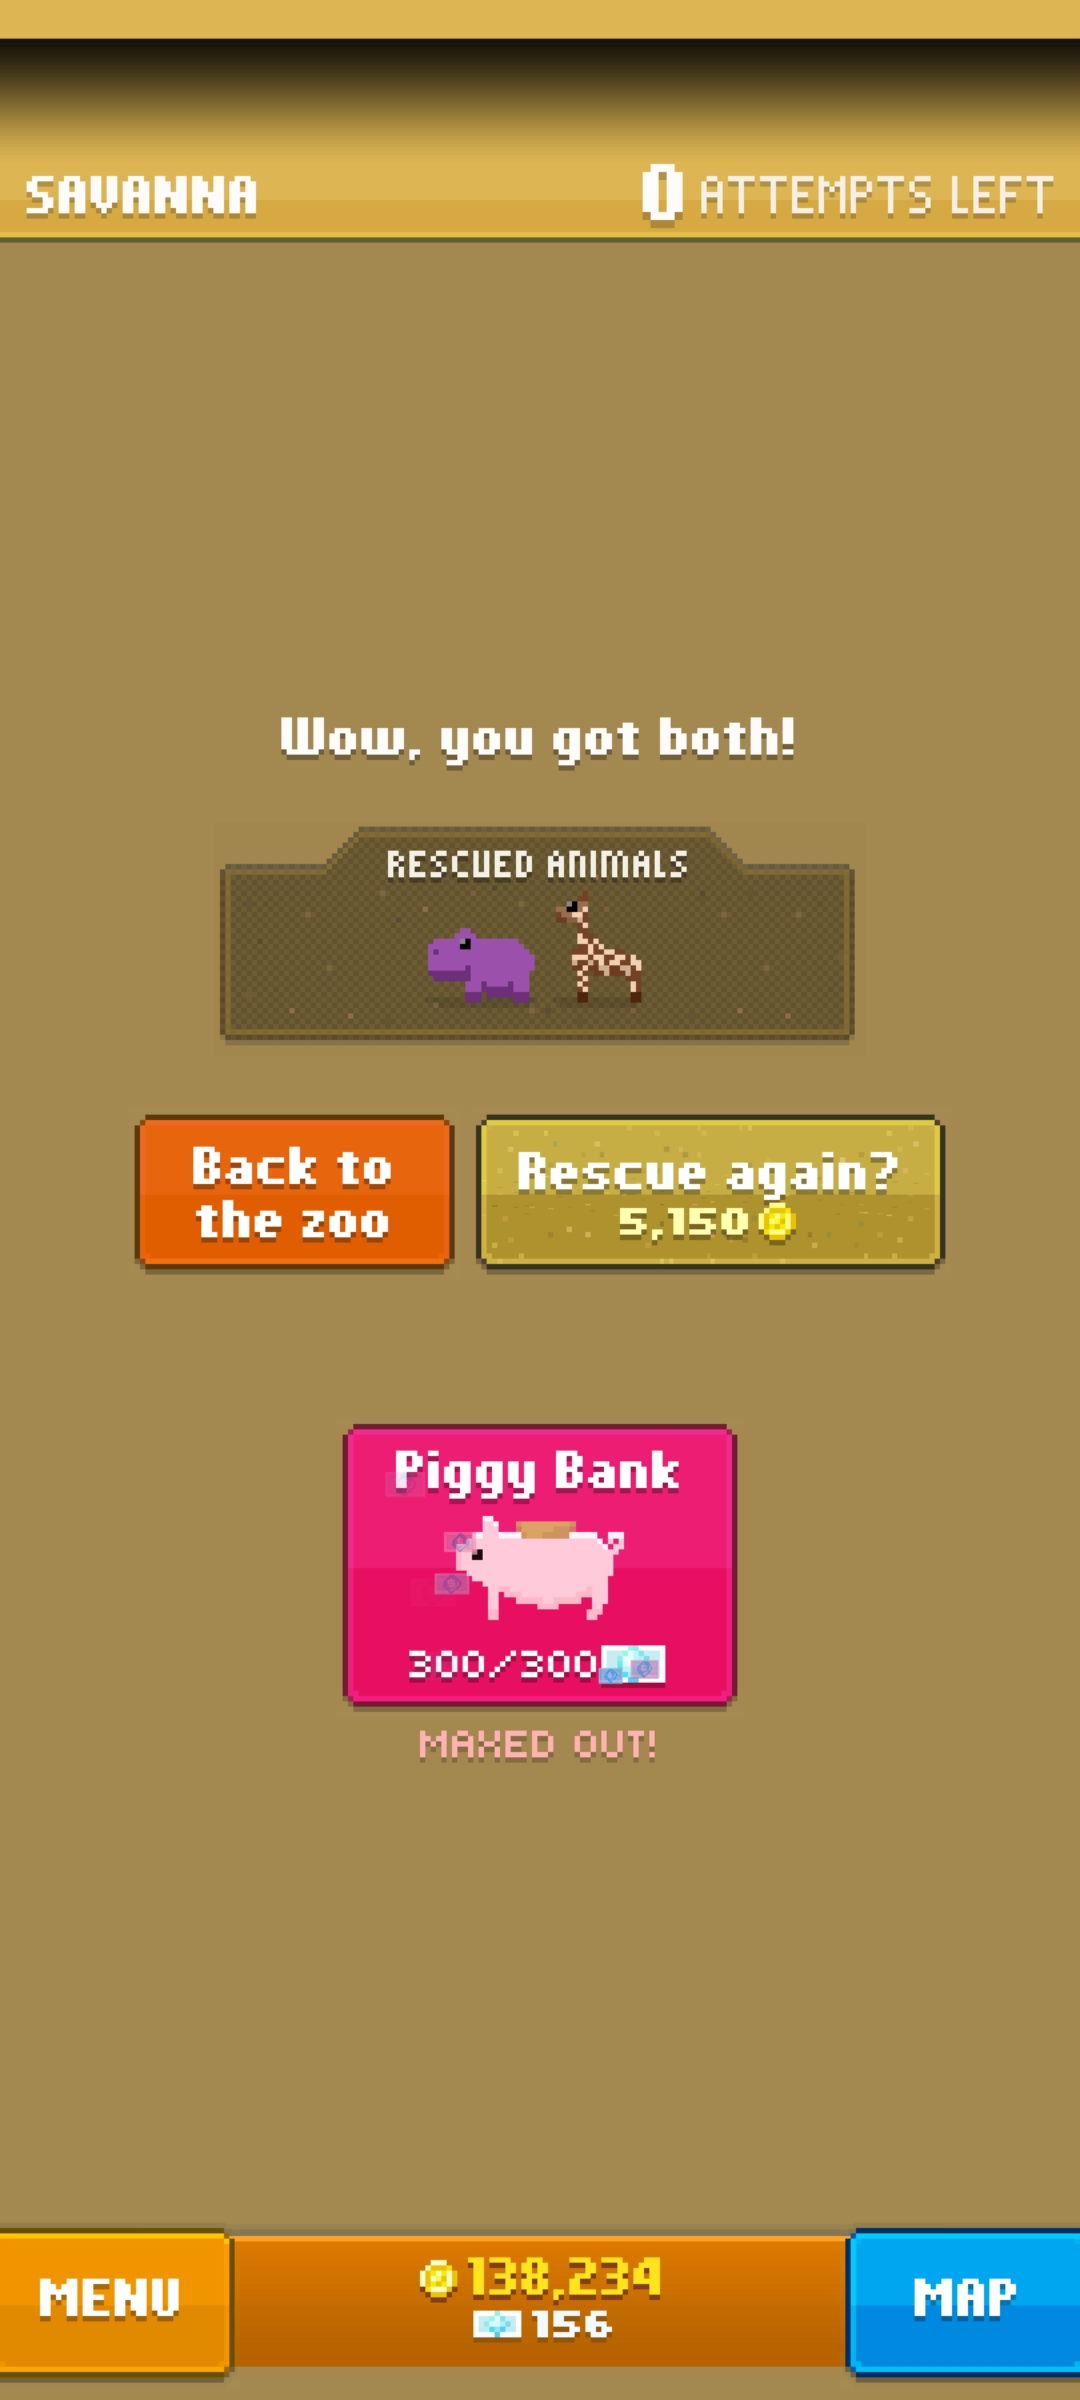 SAVANNA
0 ATTEMPTS LEFT
Wow, you got both!
RESCUED ANIMALS
Back to
the zoo
Rescue again?
5,150
Piggy Bank
300/300
MAXED OUT!
MENU
138,234
156
MAP